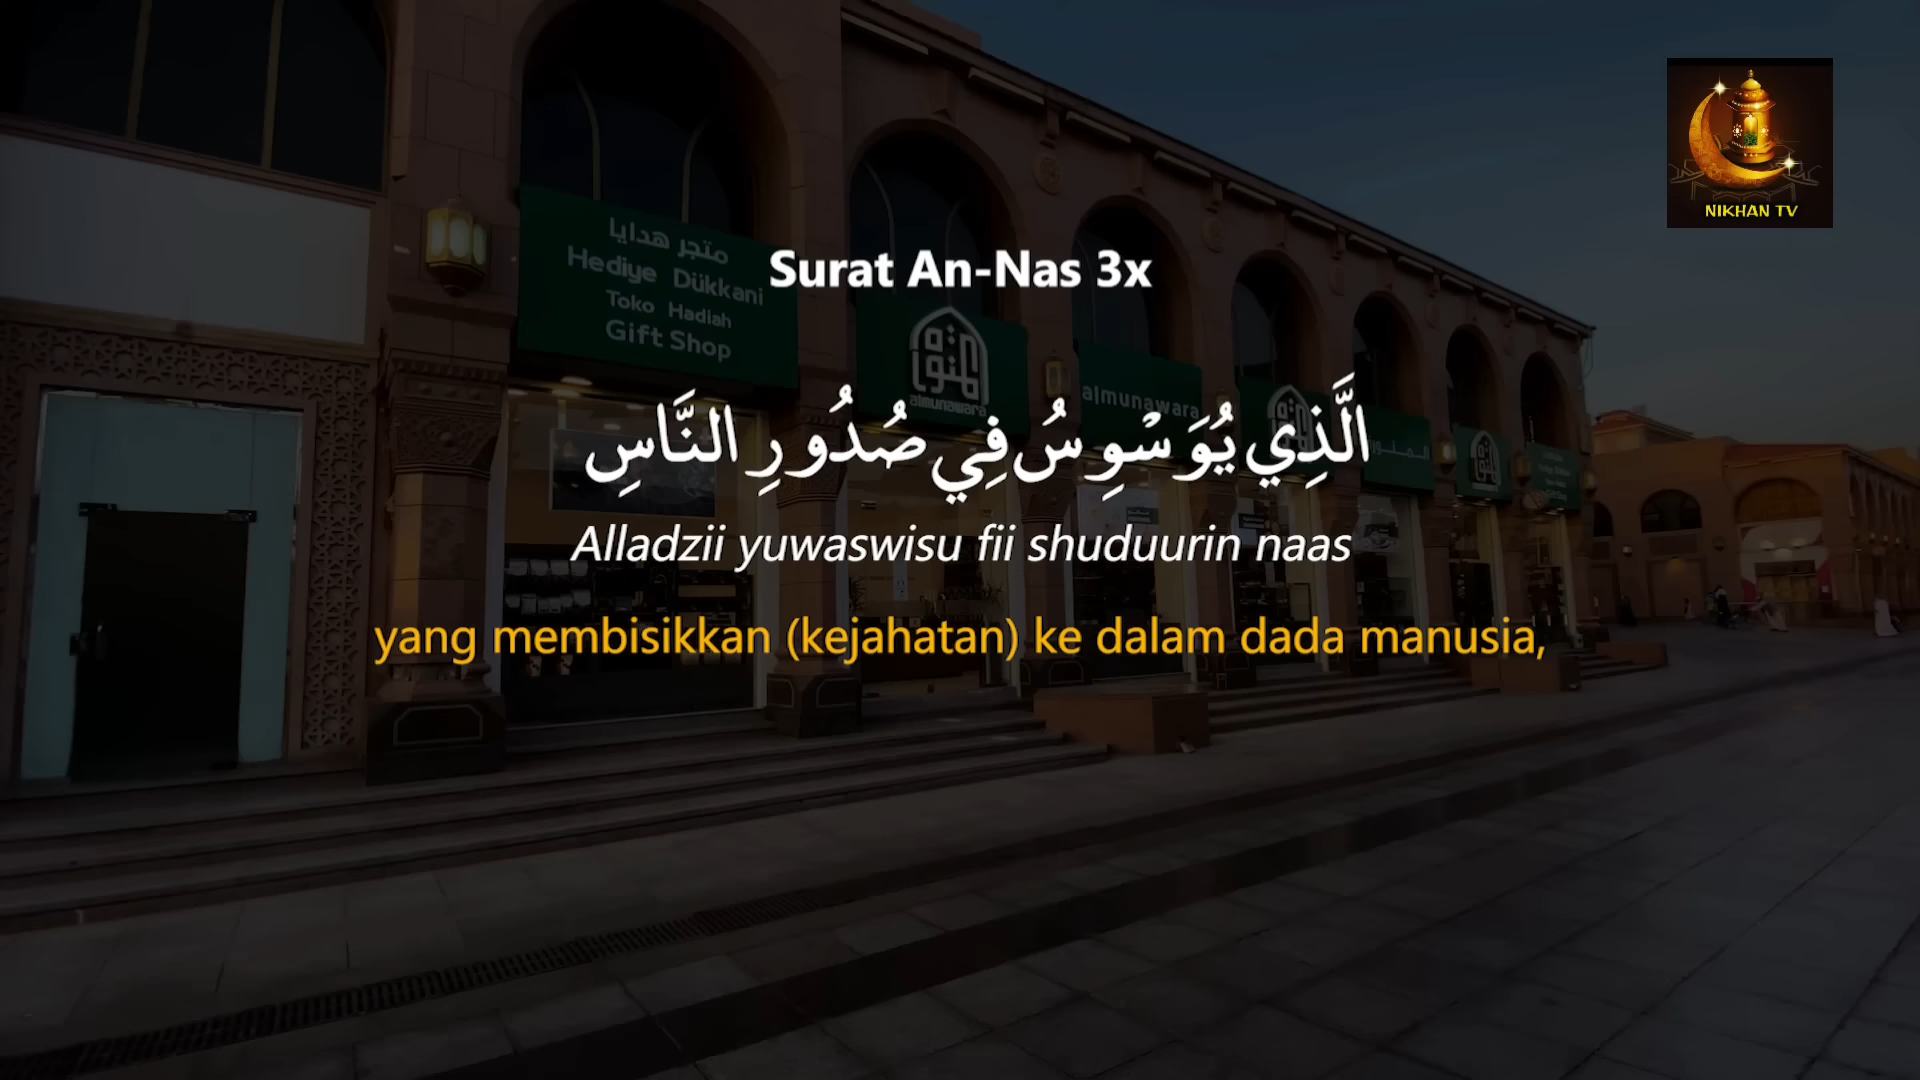 NIKHAN TV
متجر هدايا
Hediye Dükkani
Toko Hadiah
Gift Shop
Surat An-Nas 3x
almunawara
almunawara
الَّذِي يُوَسْوِسُ فِي صُدُورِ النَّاسِ
Alladzii yuwaswisu fii shuduurin naas
yang membisikkan (kejahatan) ke dalam dada manusia,